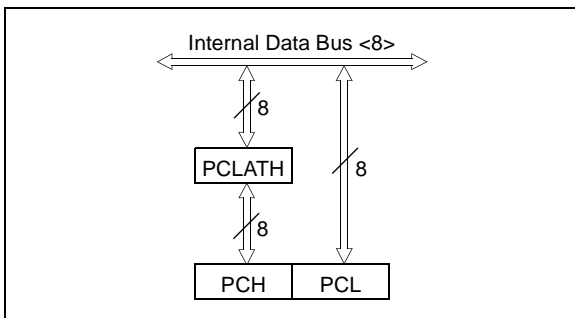 Internal Data Bus <8>
8
PCLATH
8
8
PCH PCL